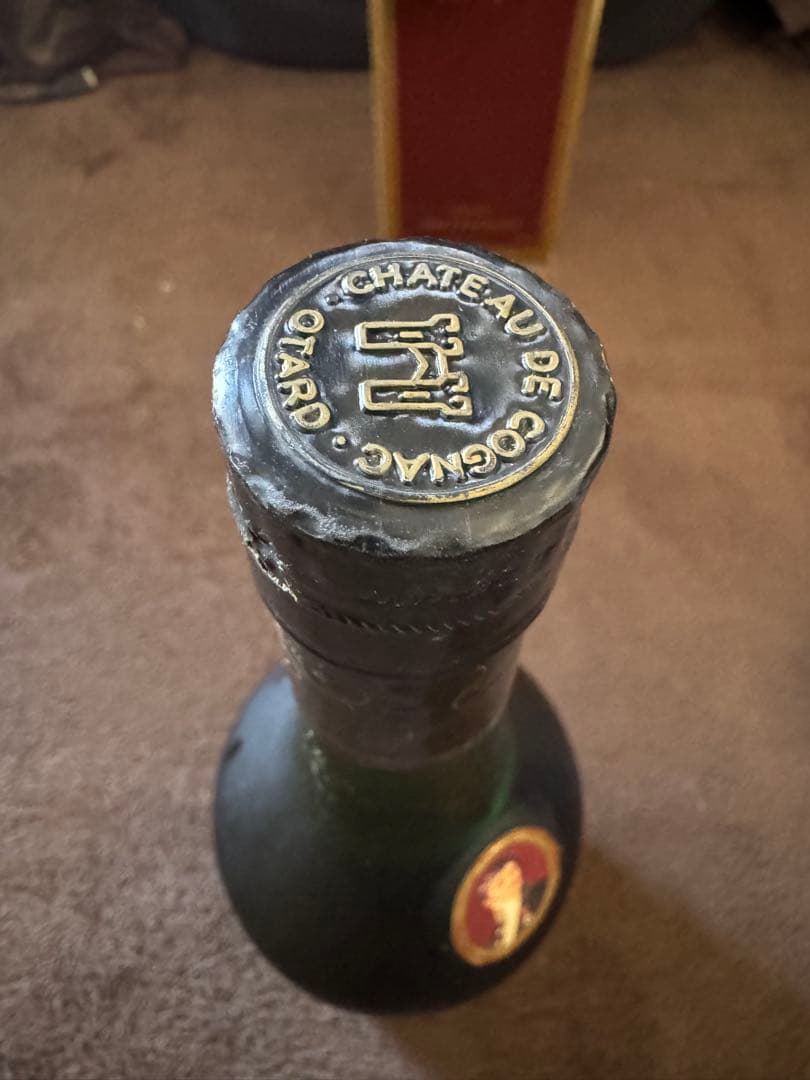 CHATEAU DE COGNAC · OTARD ·